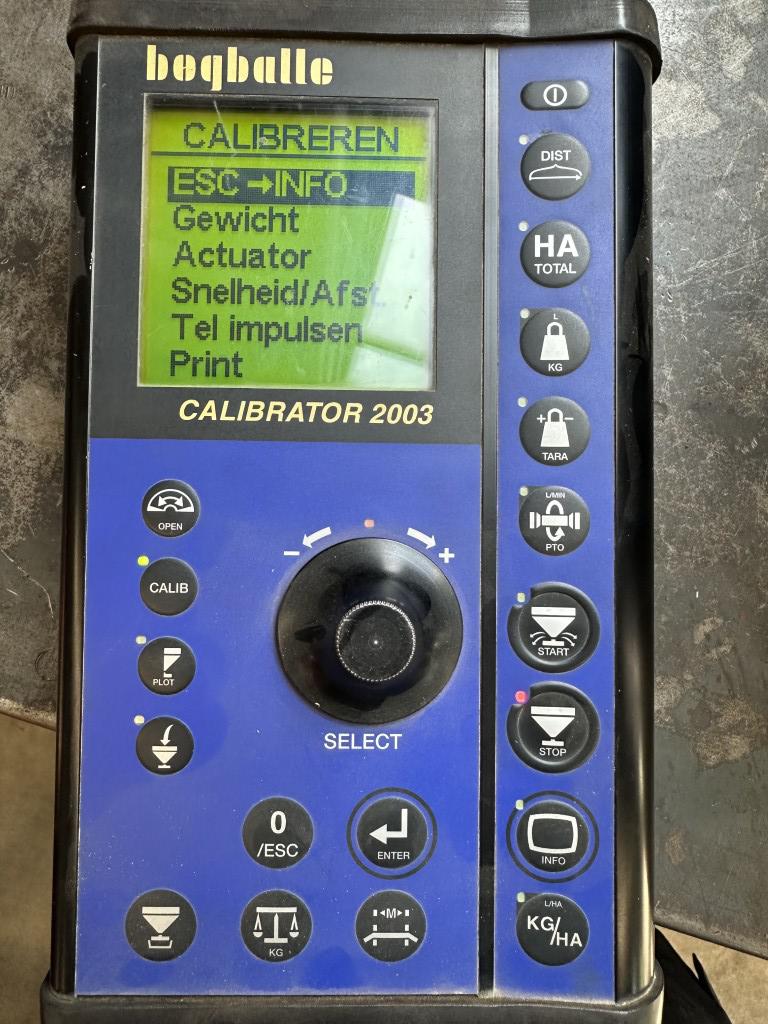 bogballe
CALIBREREN
ESC →INFO
Gewicht
Actuator
Snelheid/Afst.
Tel impulsen
Print
CALIBRATOR 2003
DIST
HA
TOTAL
L
KG
+ -
TARA
L/MIN
PTO
START
STOP
INFO
L/HA
KG/HA
OPEN
CALIB
PLOT
- +
SELECT
0
/ESC
ENTER
KG
M